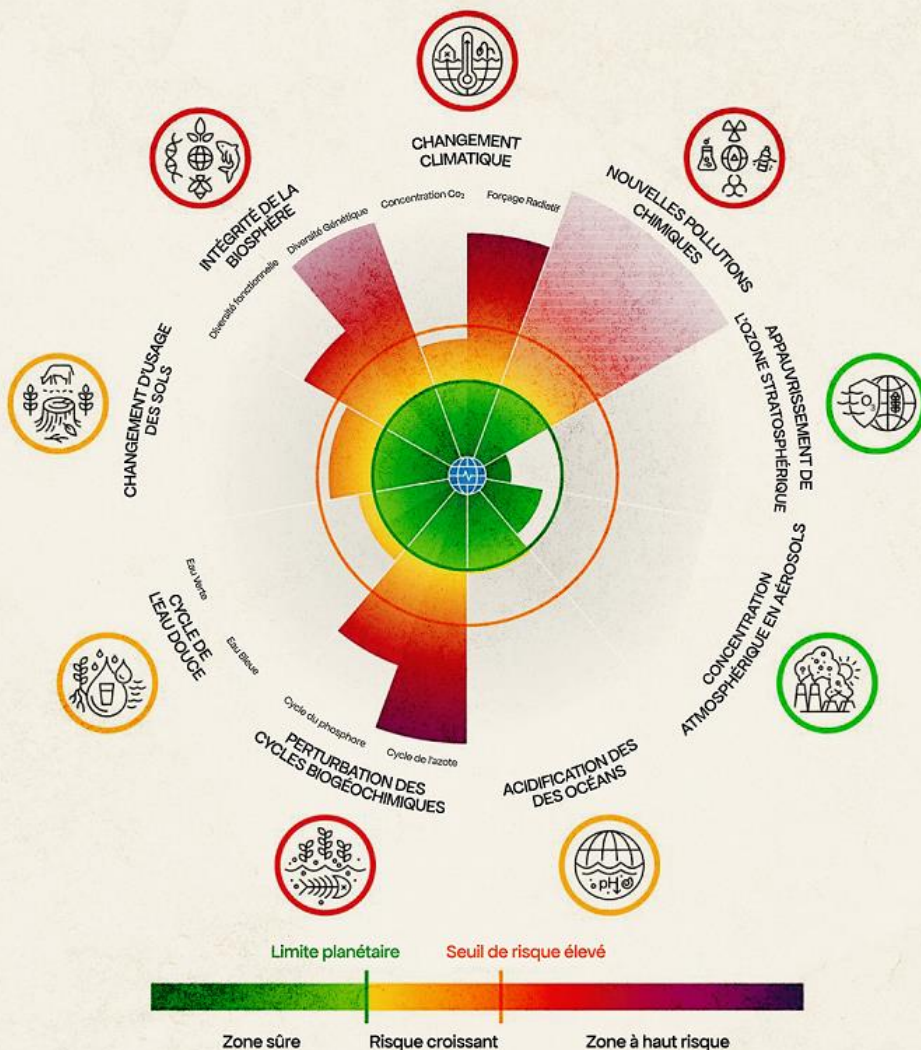 CHANGEMENT
CLIMATIQUE
Concentration Co₂
Forçage Radiatif
NOUVELLES POLLUTIONS
CHIMIQUES
APPAUVRISSEMENT DE
L'OZONE STRATOSPHÉRIQUE
CONCENTRATION
ATMOSPHÉRIQUE EN AÉROSOLS
ACIDIFICATION DES
DES OCÉANS
pH
Cycle du phosphore
Cycle de l'azote
PERTURBATION DES
CYCLES BIOGÉOCHIMIQUES
Eau Verte
Eau Bleue
CYCLE DE
L'EAU DOUCE
CHANGEMENT D'USAGE
DES SOLS
INTÉGRITÉ DE LA
BIOSPHÈRE
Diversité fonctionnelle
Diversité Génétique
Limite planétaire
Seuil de risque élevé
Zone sûre
Risque croissant
Zone à haut risque